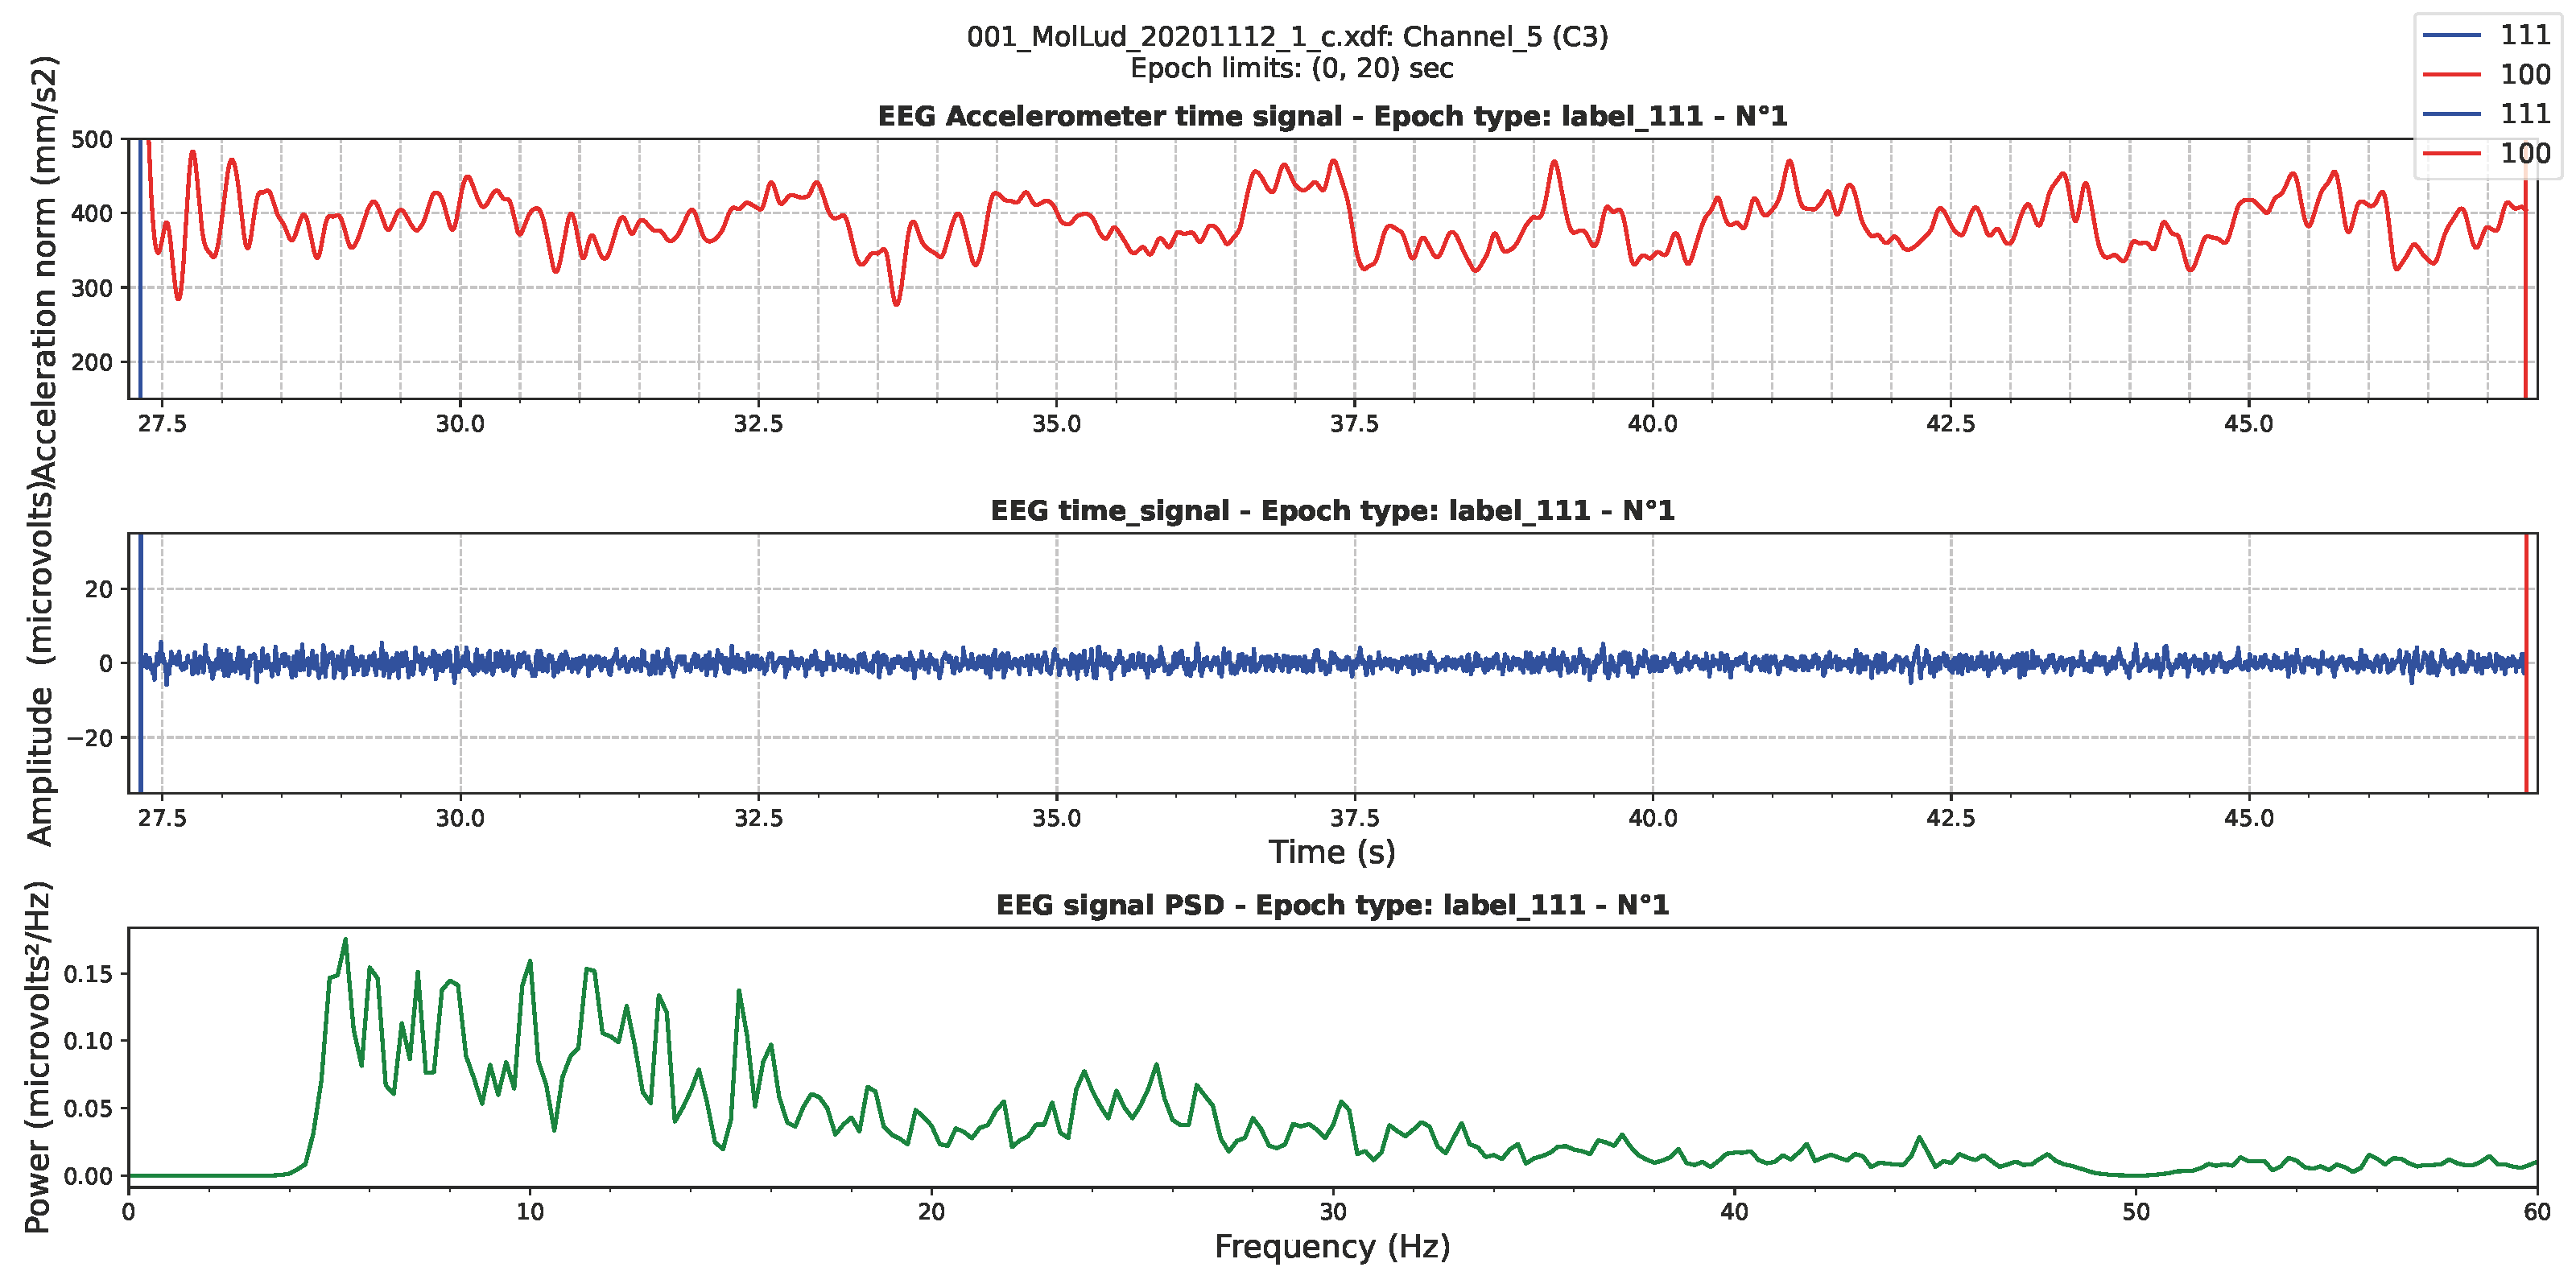 001_MolLud_20201112_1_c.xdf: Channel_5 (C3)
Epoch limits: (0, 20) sec
111
100
111
100
EEG Accelerometer time signal - Epoch type: label_111 - N°1
Acceleration norm (mm/s2)
500
400
300
200
27.5 30.0 32.5 35.0 37.5 40.0 42.5 45.0
EEG time_signal - Epoch type: label_111 - N°1
Amplitude (microvolts)
20
0
−20
27.5 30.0 32.5 35.0 37.5 40.0 42.5 45.0
Time (s)
EEG signal PSD - Epoch type: label_111 - N°1
Power (microvolts²/Hz)
0.15
0.10
0.05
0.00
0 10 20 30 40 50 60
Frequency (Hz)